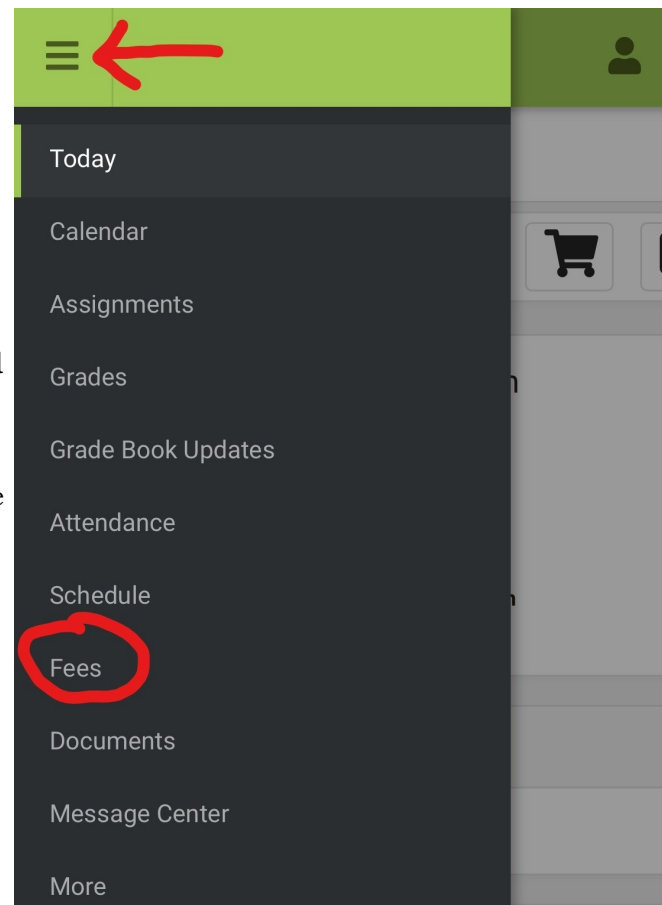 Today
Calendar
Assignments
Grades
Grade Book Updates
Attendance
Schedule
Fees
Documents
Message Center
More